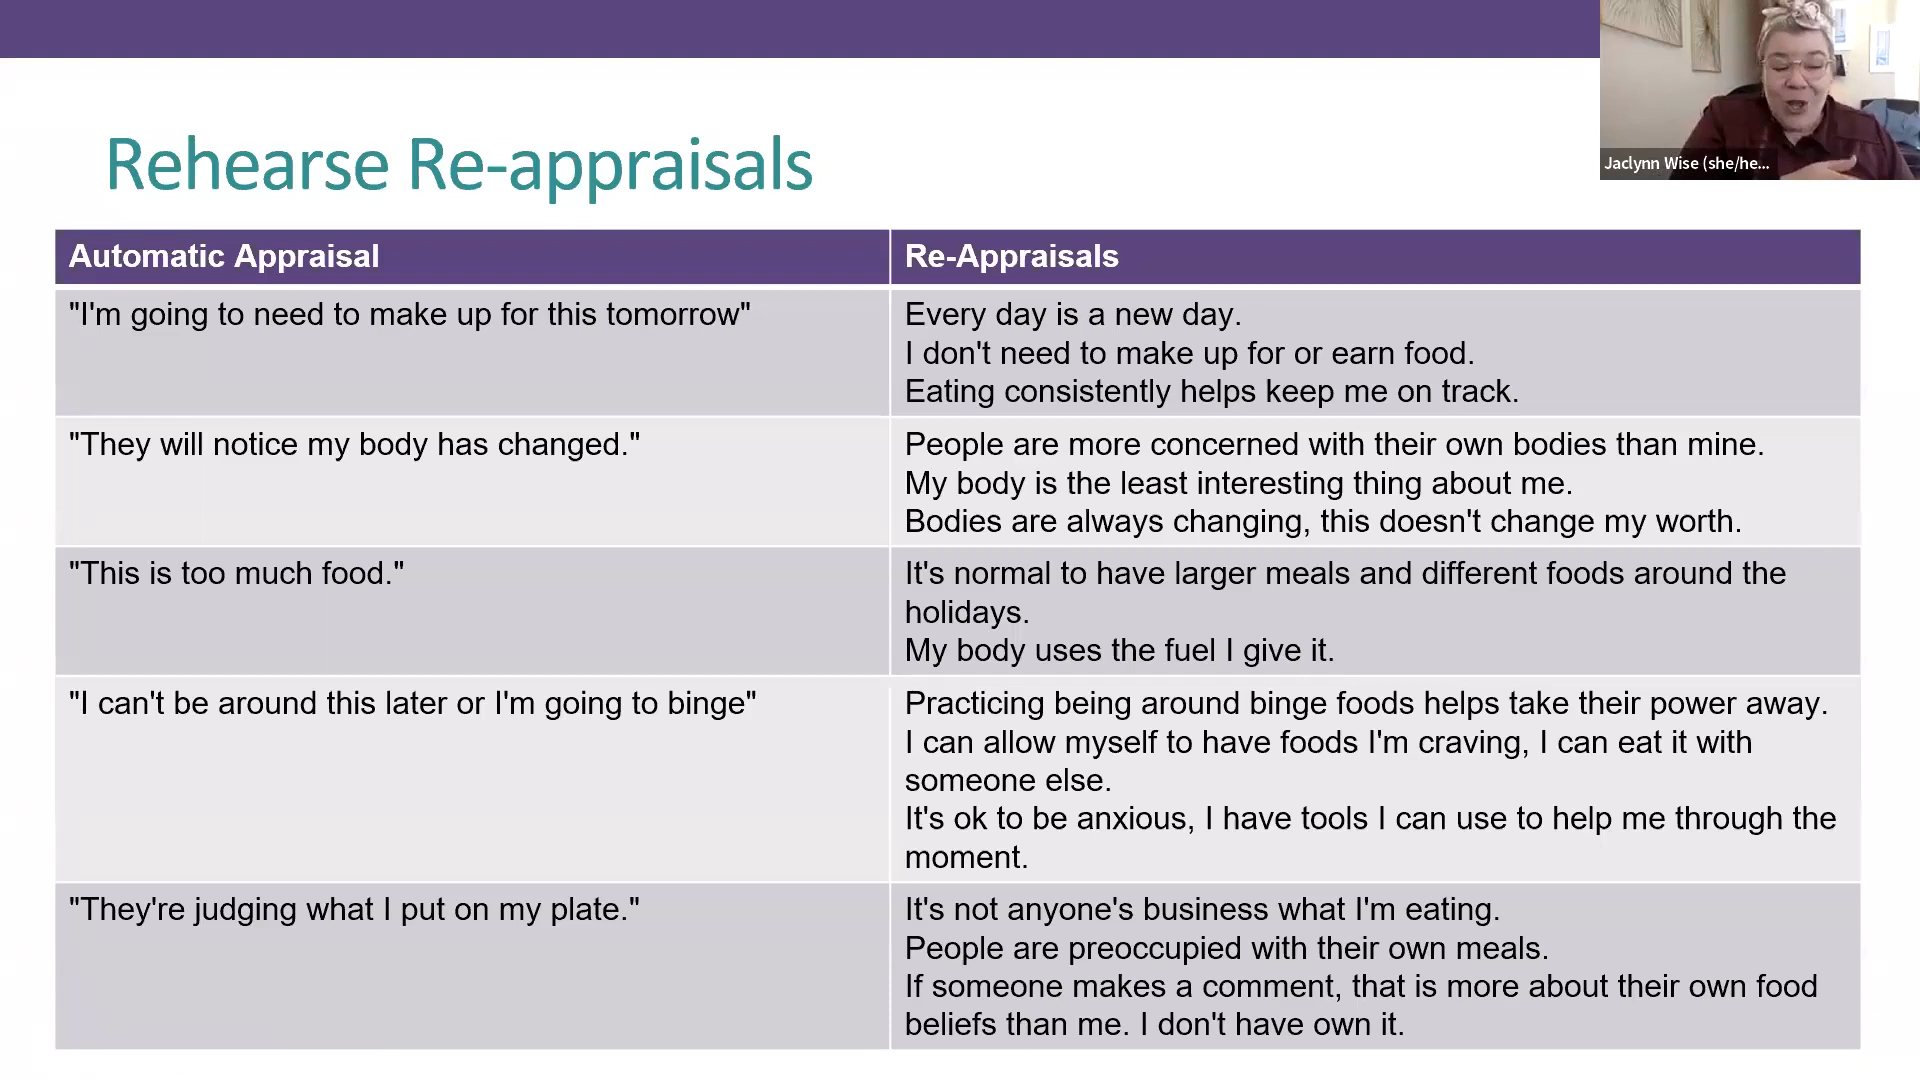 Jaclynn Wise (she/he...
Rehearse Re-appraisals
Automatic Appraisal
Re-Appraisals
"I'm going to need to make up for this tomorrow"
Every day is a new day.
I don't need to make up for or earn food.
Eating consistently helps keep me on track.
"They will notice my body has changed."
People are more concerned with their own bodies than mine.
My body is the least interesting thing about me.
Bodies are always changing, this doesn't change my worth.
"This is too much food."
It's normal to have larger meals and different foods around the
holidays.
My body uses the fuel I give it.
"I can't be around this later or I'm going to binge"
Practicing being around binge foods helps take their power away.
I can allow myself to have foods I'm craving, I can eat it with
someone else.
It's ok to be anxious, I have tools I can use to help me through the
moment.
"They're judging what I put on my plate."
It's not anyone's business what I'm eating.
People are preoccupied with their own meals.
If someone makes a comment, that is more about their own food
beliefs than me. I don't have own it.